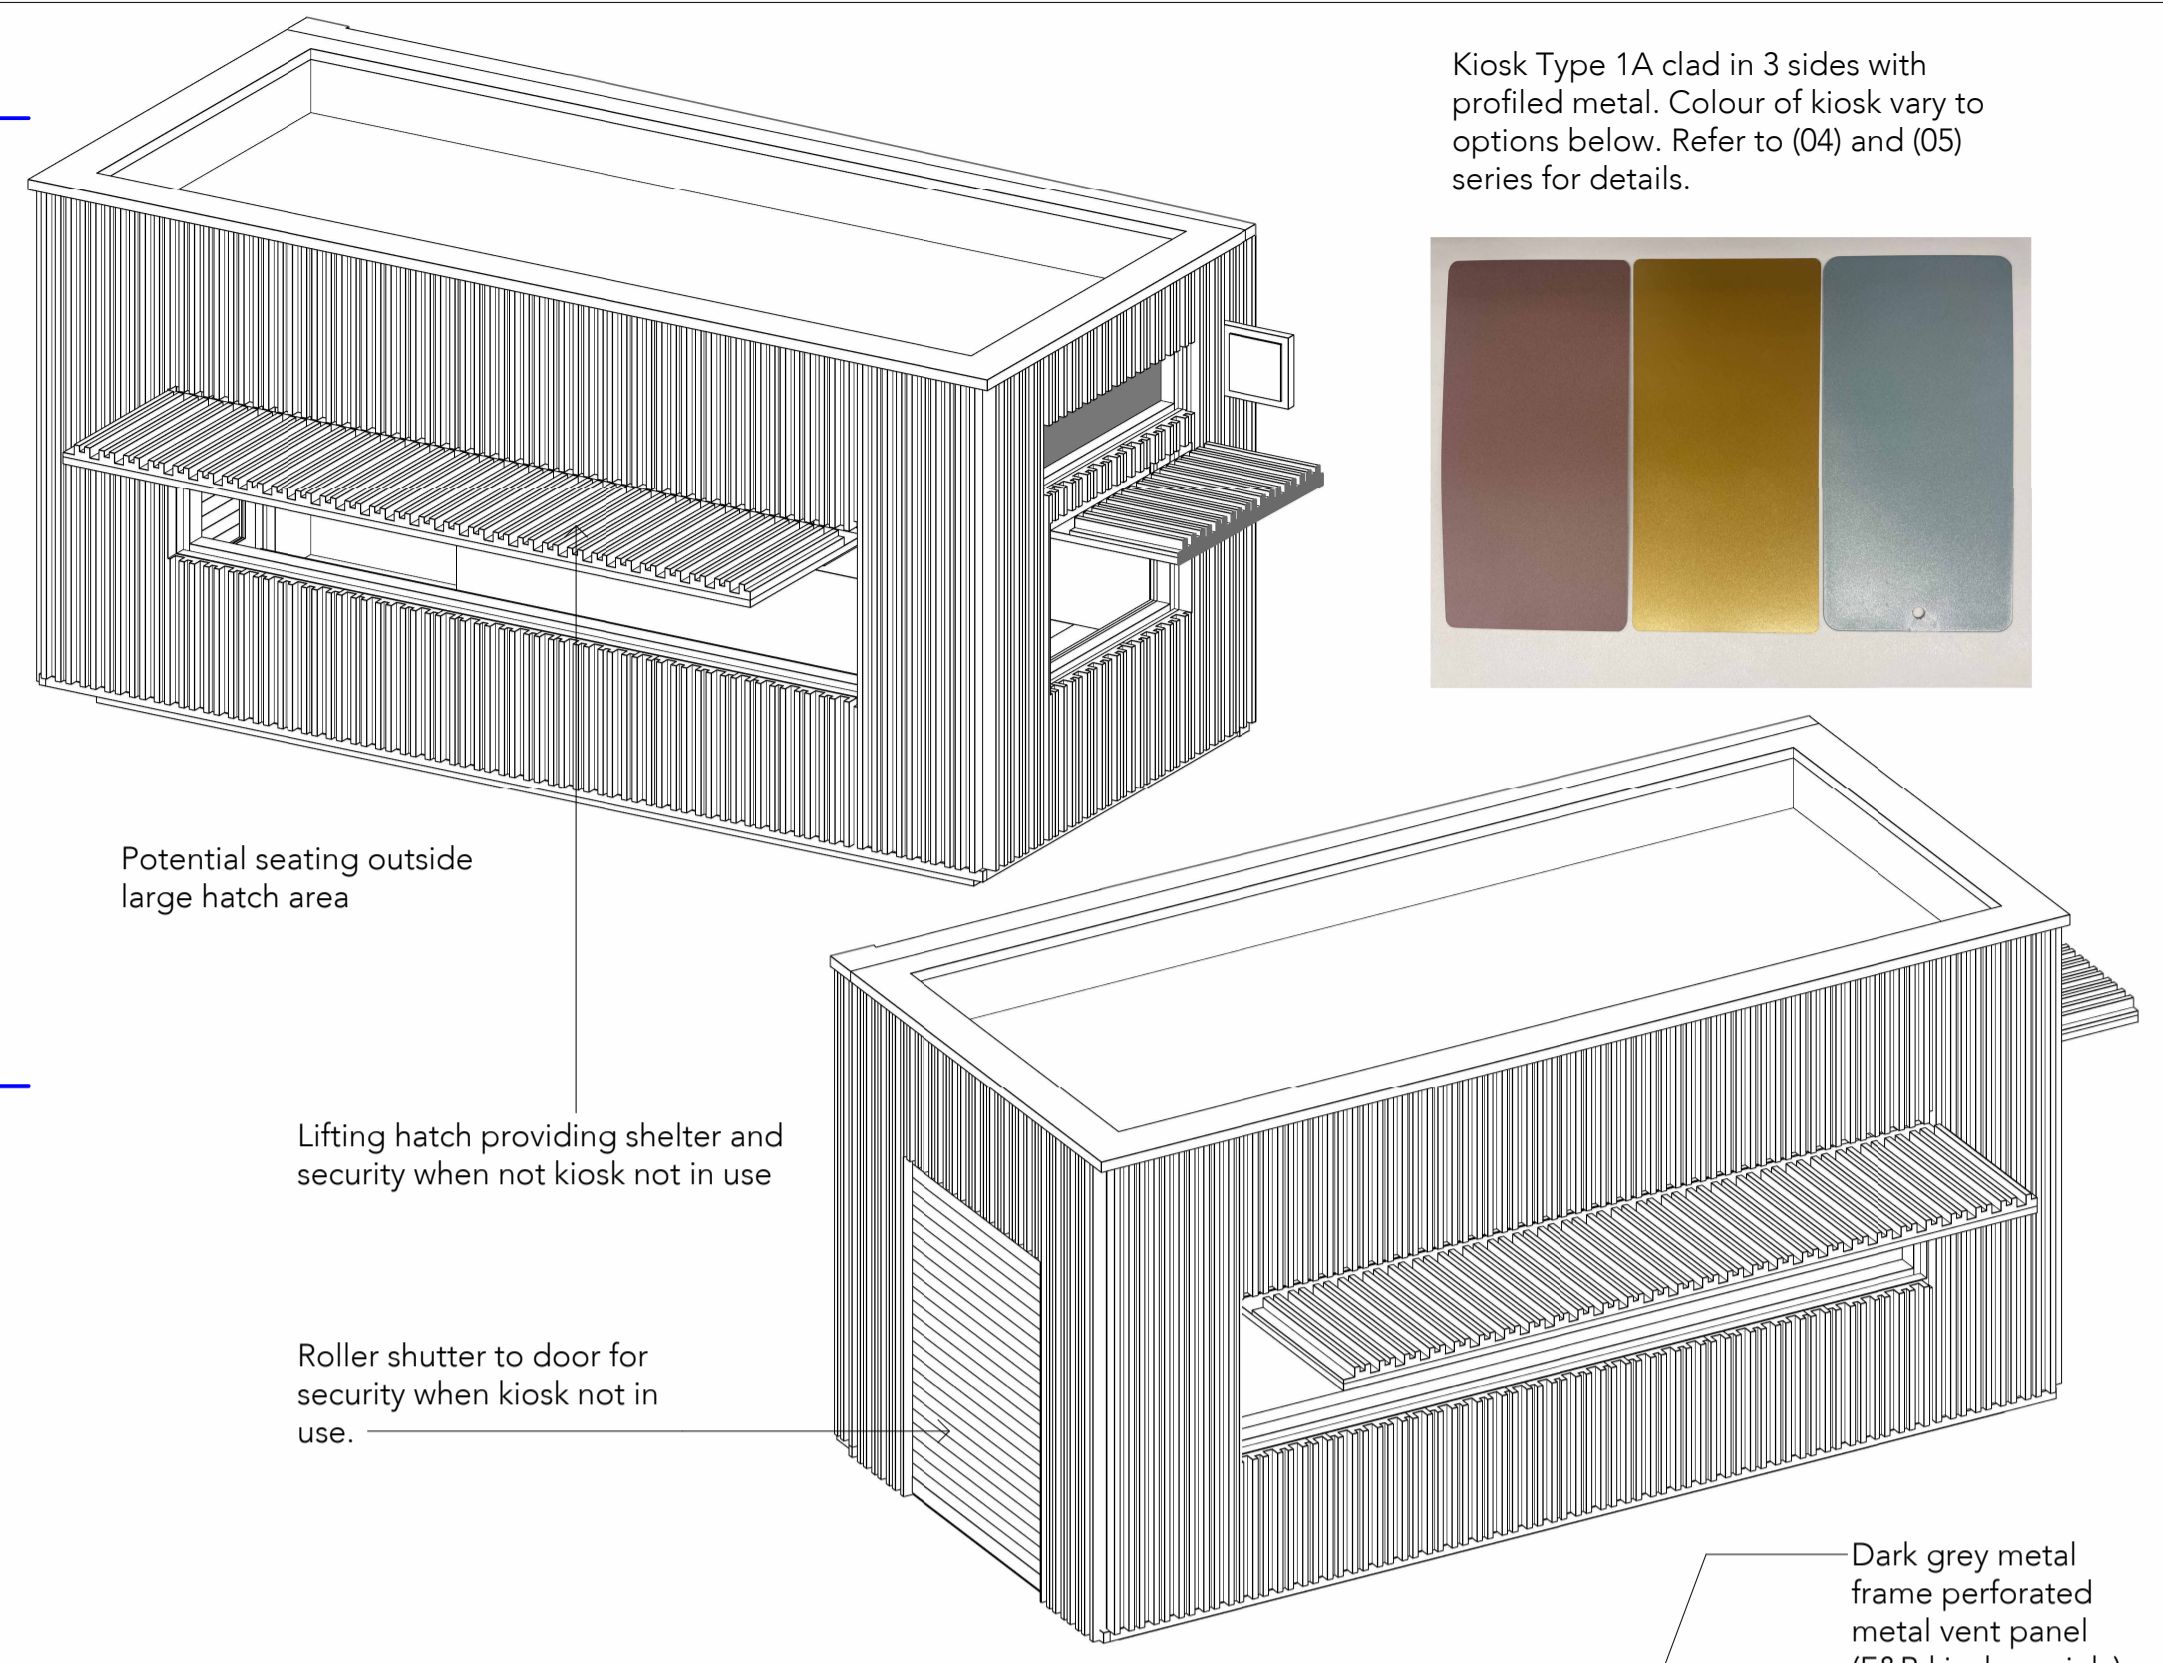 Kiosk Type 1A clad in 3 sides with
profiled metal. Colour of kiosk vary to
options below. Refer to (04) and (05)
series for details.
Potential seating outside
large hatch area
Lifting hatch providing shelter and
security when not kiosk not in use
Roller shutter to door for
security when kiosk not in
use.
Dark grey metal
frame perforated
metal vent panel